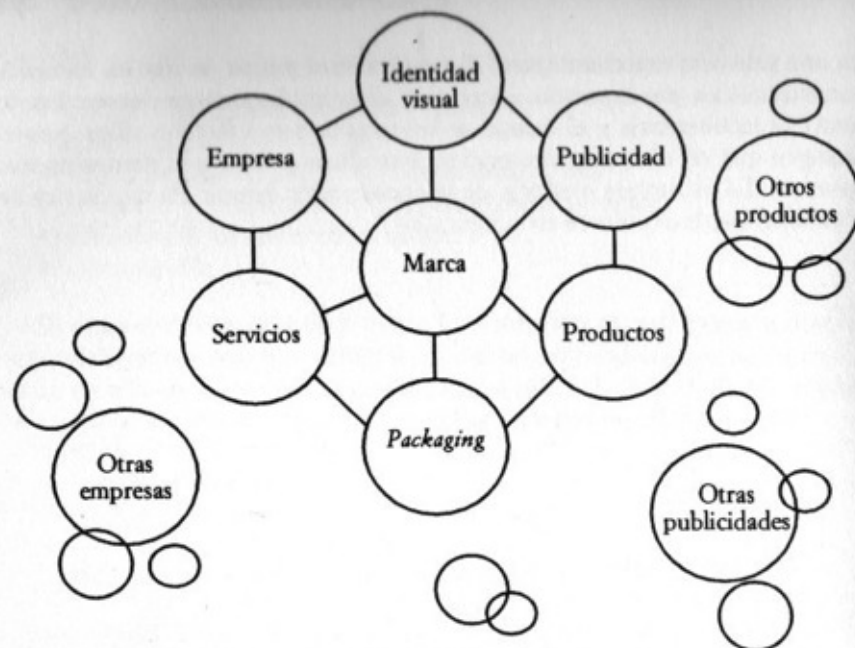 Identidad
visual
Empresa
Publicidad
Otros
productos
Marca
Servicios
Productos
Packaging
Otras
empresas
Otras
publicidades